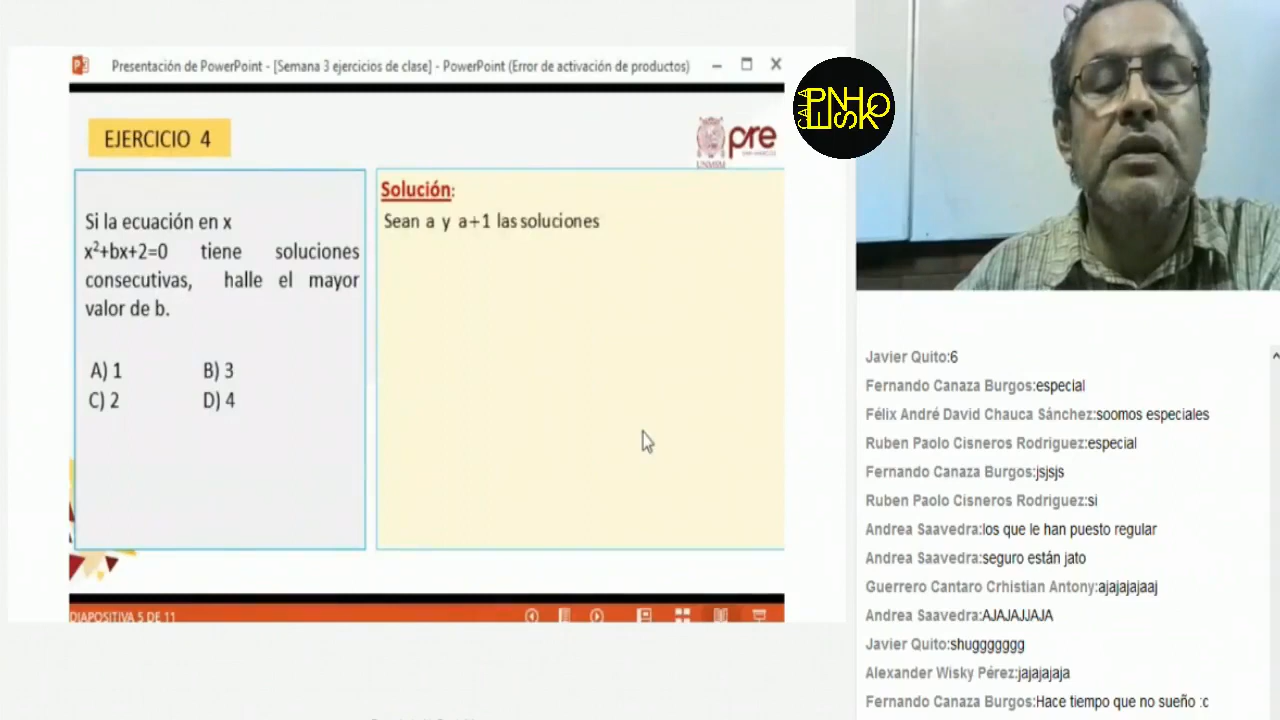 Presentación de PowerPoint - [Semana 3 ejercicios de clase] - PowerPoint (Error de activación de productos)
EJERCICIO 4
UNMSM
pre
CALA
PNHO
ESK
Si la ecuación en x
x²+bx+2=0 tiene soluciones
consecutivas, halle el mayor
valor de b.
A) 1 B) 3
C) 2 D) 4
Solución:
Sean a y a+1 las soluciones
DIAPOSITIVA 5 DE 11
Javier Quito:6
Fernando Canaza Burgos:especial
Félix André David Chauca Sánchez:soomos especiales
Ruben Paolo Cisneros Rodriguez:especial
Fernando Canaza Burgos:jsjsjs
Ruben Paolo Cisneros Rodriguez:si
Andrea Saavedra:los que le han puesto regular
Andrea Saavedra:seguro están jato
Guerrero Cantaro Crhistian Antony:ajajajajaaj
Andrea Saavedra:AJAJAJJAJA
Javier Quito:shuggggggg
Alexander Wisky Pérez:jajajajaja
Fernando Canaza Burgos:Hace tiempo que no sueño :c